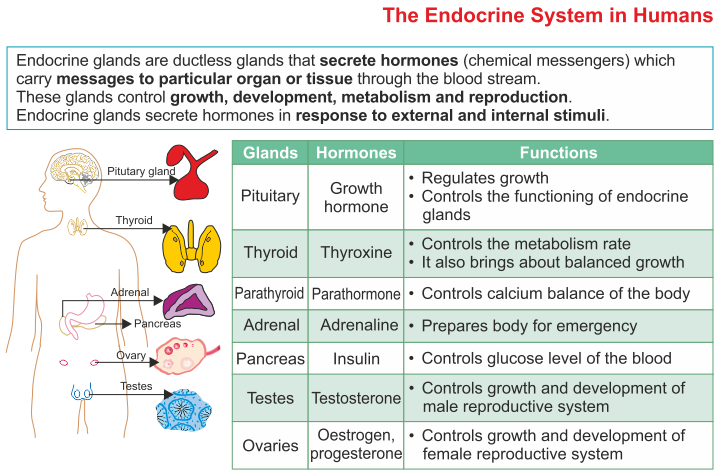 The Endocrine System in Humans
Endocrine glands are ductless glands that secrete hormones (chemical messengers) which
carry messages to particular organ or tissue through the blood stream.
These glands control growth, development, metabolism and reproduction.
Endocrine glands secrete hormones in response to external and internal stimuli.
Pitutary gland
Thyroid
Adrenal
Pancreas
Ovary
Testes
Glands Hormones Functions
Pituitary
Growth
hormone
• Regulates growth
• Controls the functioning of endocrine
glands
Thyroid Thyroxine
• Controls the metabolism rate
• It also brings about balanced growth
Parathyroid Parathormone • Controls calcium balance of the body
Adrenal Adrenaline • Prepares body for emergency
Pancreas Insulin • Controls glucose level of the blood
Testes Testosterone
• Controls growth and development of
male reproductive system
Ovaries
Oestrogen,
progesterone
• Controls growth and development of
female reproductive system